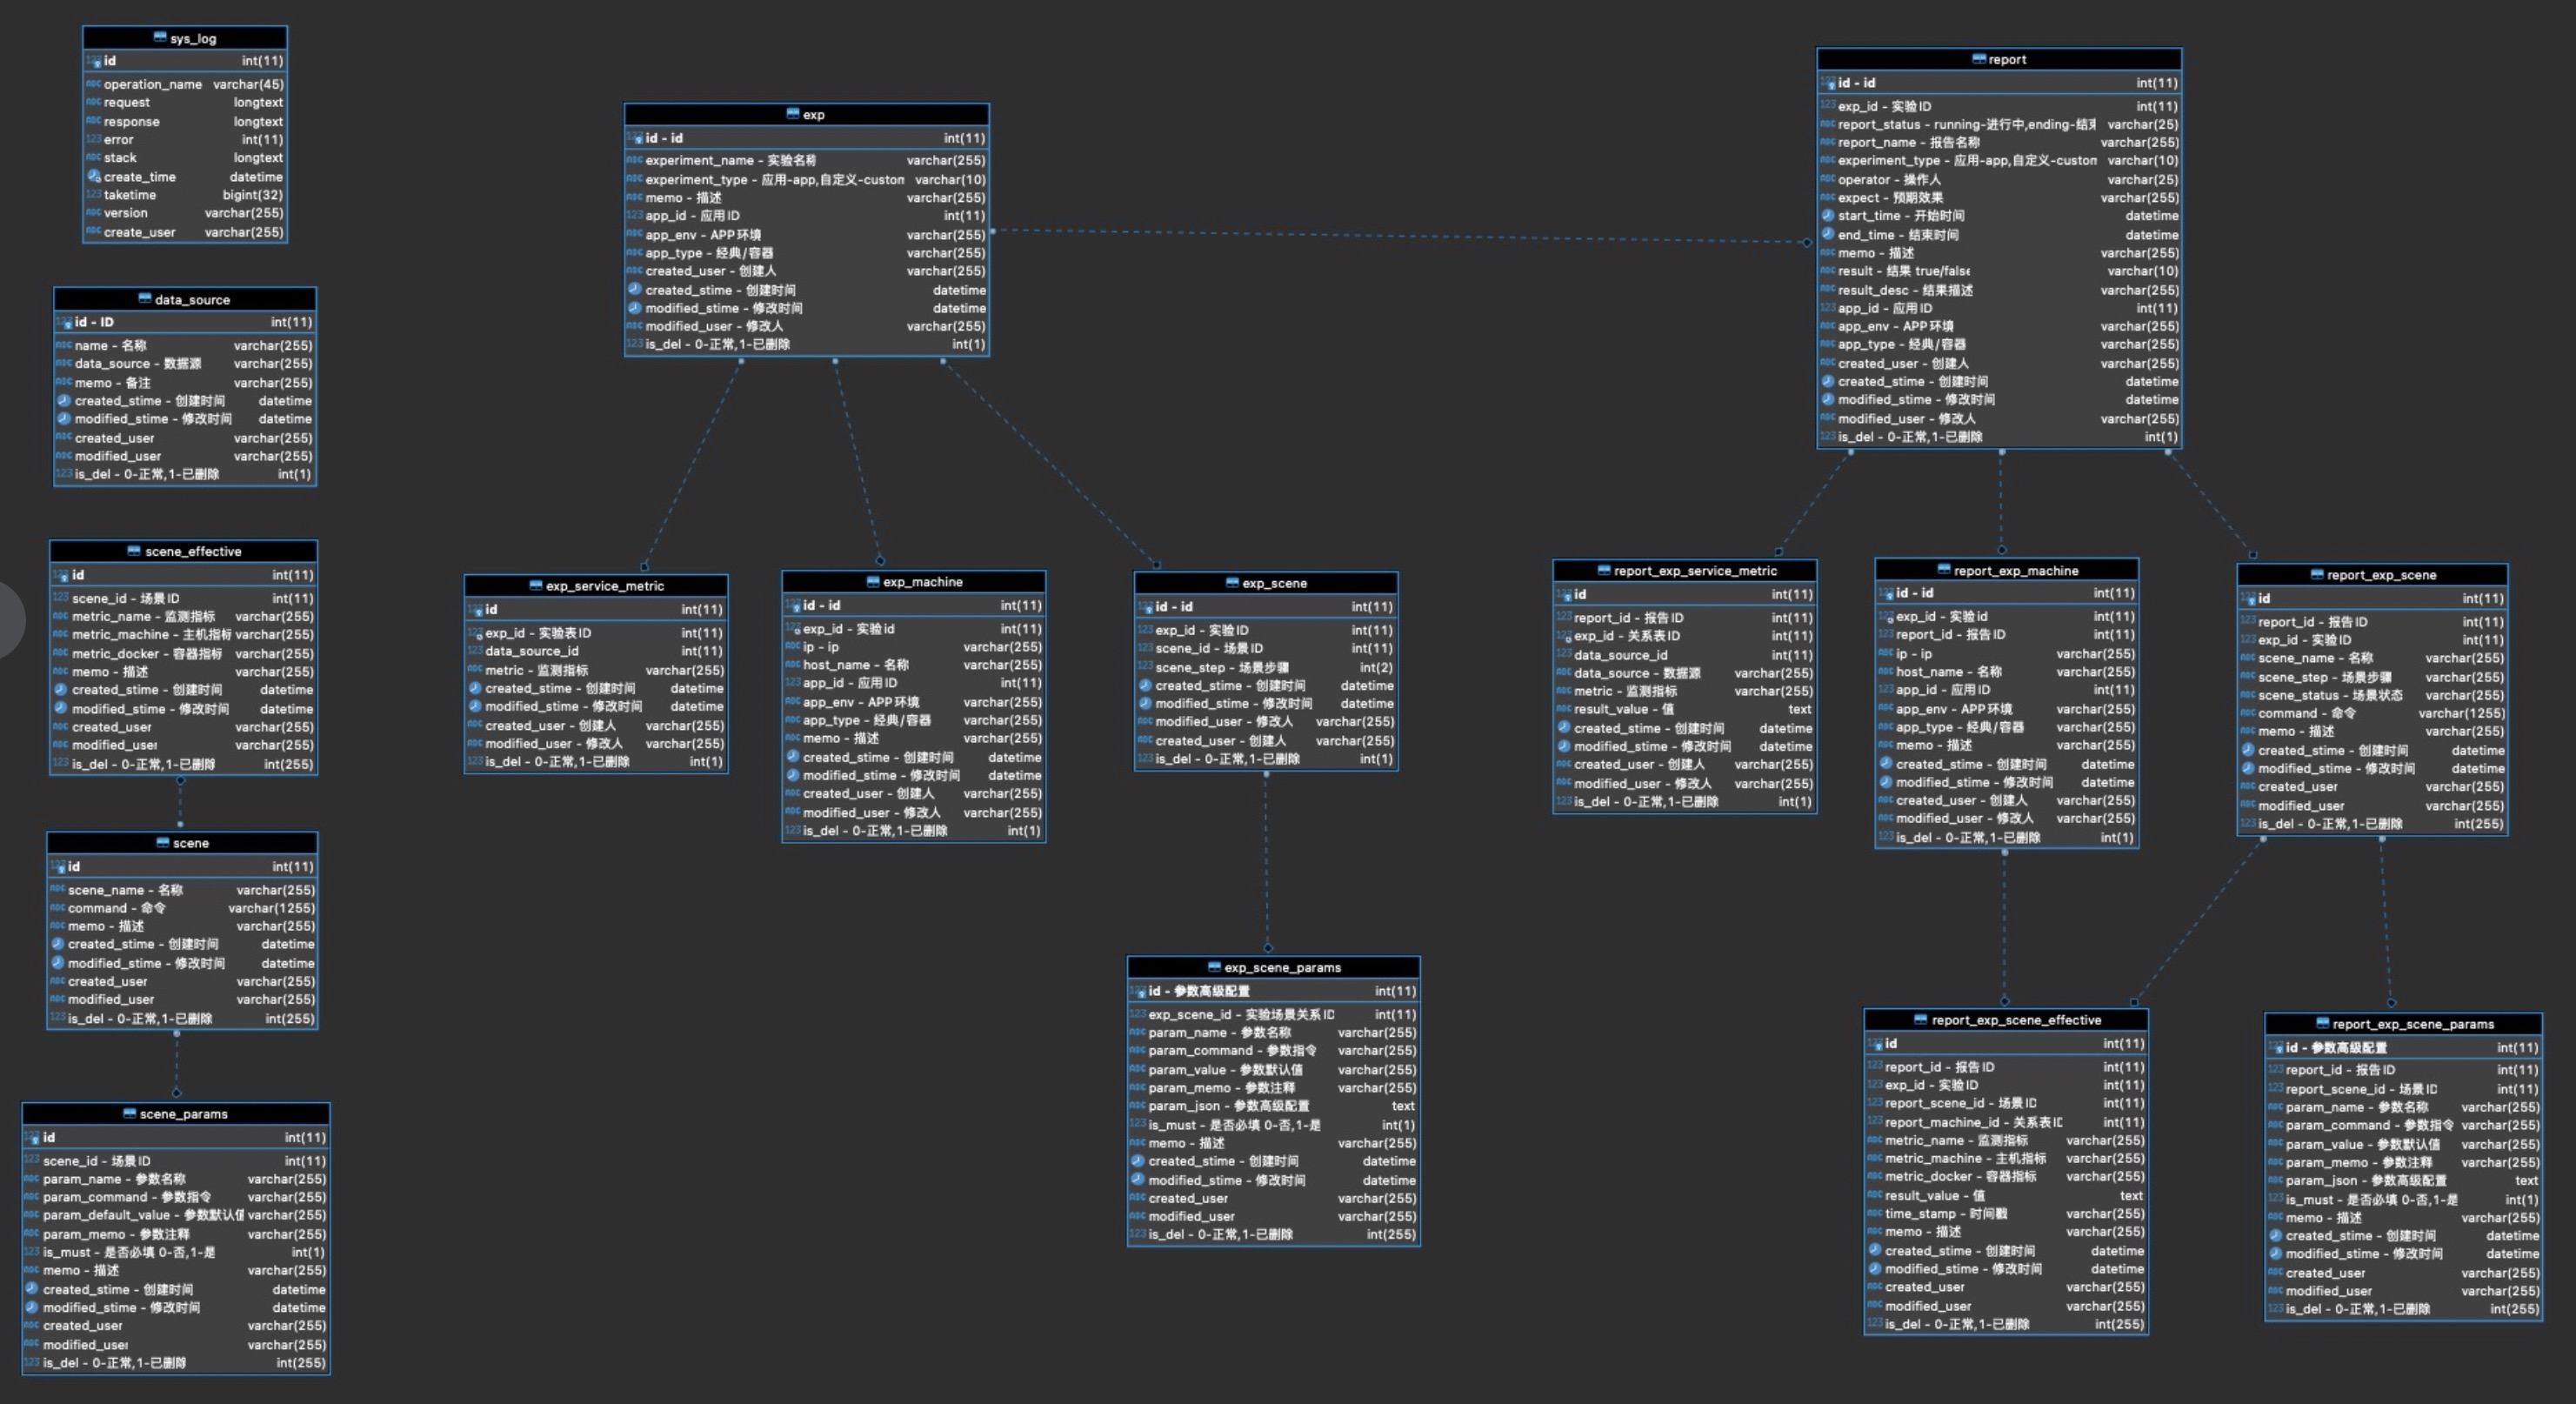 sys_log
id int(11)
operation_name varchar(45)
request longtext
response longtext
error int(11)
stack longtext
create_time datetime
taketime bigint(32)
version varchar(255)
create_user varchar(255)
data_source
id - ID int(11)
name - 名称 varchar(255)
data_source - 数据源 varchar(255)
memo - 备注 varchar(255)
created_stime - 创建时间 datetime
modified_stime - 修改时间 datetime
created_user varchar(255)
modified_user varchar(255)
is_del - 0-正常,1-已删除 int(1)
scene_effective
id int(11)
scene_id - 场景ID int(11)
metric_name - 监测指标 varchar(255)
metric_machine - 主机指标 varchar(255)
metric_docker - 容器指标 varchar(255)
memo - 描述 varchar(255)
created_stime - 创建时间 datetime
modified_stime - 修改时间 datetime
created_user varchar(255)
modified_user varchar(255)
is_del - 0-正常,1-已删除 int(255)
scene
id int(11)
scene_name - 名称 varchar(255)
command - 命令 varchar(1255)
memo - 描述 varchar(255)
created_stime - 创建时间 datetime
modified_stime - 修改时间 datetime
created_user varchar(255)
modified_user varchar(255)
is_del - 0-正常,1-已删除 int(255)
scene_params
id int(11)
scene_id - 场景ID int(11)
param_name - 参数名称 varchar(255)
param_command - 参数指令 varchar(255)
param_default_value - 参数默认值 varchar(255)
param_memo - 参数注释 varchar(255)
is_must - 是否必填 0-否,1-是 int(1)
memo - 描述 varchar(255)
created_stime - 创建时间 datetime
modified_stime - 修改时间 datetime
created_user varchar(255)
modified_user varchar(255)
is_del - 0-正常,1-已删除 int(255)
exp
id - id int(11)
experiment_name - 实验名称 varchar(255)
experiment_type - 应用-app,自定义-custom varchar(10)
memo - 描述 varchar(255)
app_id - 应用ID int(11)
app_env - APP环境 varchar(255)
app_type - 经典/容器 varchar(255)
created_user - 创建人 varchar(255)
created_stime - 创建时间 datetime
modified_stime - 修改时间 datetime
modified_user - 修改人 varchar(255)
is_del - 0-正常,1-已删除 int(1)
exp_service_metric
id int(11)
exp_id - 实验表ID int(11)
data_source_id int(11)
metric - 监测指标 varchar(255)
created_stime - 创建时间 datetime
modified_stime - 修改时间 datetime
created_user - 创建人 varchar(255)
modified_user - 修改人 varchar(255)
is_del - 0-正常,1-已删除 int(1)
exp_machine
id - id int(11)
exp_id - 实验id int(11)
ip - ip varchar(255)
host_name - 名称 varchar(255)
app_id - 应用ID int(11)
app_env - APP环境 varchar(255)
app_type - 经典/容器 varchar(255)
memo - 描述 varchar(255)
created_stime - 创建时间 datetime
modified_stime - 修改时间 datetime
created_user - 创建人 varchar(255)
modified_user - 修改人 varchar(255)
is_del - 0-正常,1-已删除 int(1)
exp_scene
id - id int(11)
exp_id - 实验ID int(11)
scene_id - 场景ID int(11)
scene_step - 场景步骤 int(2)
created_stime - 创建时间 datetime
modified_stime - 修改时间 datetime
modified_user - 修改人 varchar(255)
created_user - 创建人 varchar(255)
is_del - 0-正常,1-已删除 int(1)
exp_scene_params
id - 参数高级配置 int(11)
exp_scene_id - 实验场景关系ID int(11)
param_name - 参数名称 varchar(255)
param_command - 参数指令 varchar(255)
param_value - 参数默认值 varchar(255)
param_memo - 参数注释 varchar(255)
param_json - 参数高级配置 text
is_must - 是否必填 0-否,1-是 int(1)
memo - 描述 varchar(255)
created_stime - 创建时间 datetime
modified_stime - 修改时间 datetime
created_user varchar(255)
modified_user varchar(255)
is_del - 0-正常,1-已删除 int(255)
report
id - id int(11)
exp_id - 实验ID int(11)
report_status - running-进行中,ending-结束 varchar(25)
report_name - 报告名称 varchar(255)
experiment_type - 应用-app,自定义-custom varchar(10)
operator - 操作人 varchar(25)
expect - 预期效果 varchar(255)
start_time - 开始时间 datetime
end_time - 结束时间 datetime
memo - 描述 varchar(255)
result - 结果 true/false varchar(10)
result_desc - 结果描述 varchar(255)
app_id - 应用ID int(11)
app_env - APP环境 varchar(255)
app_type - 经典/容器 varchar(255)
created_user - 创建人 varchar(255)
created_stime - 创建时间 datetime
modified_stime - 修改时间 datetime
modified_user - 修改人 varchar(255)
is_del - 0-正常,1-已删除 int(1)
report_exp_service_metric
id int(11)
report_id - 报告ID int(11)
exp_id - 关系表ID int(11)
data_source_id int(11)
data_source - 数据源 varchar(255)
metric - 监测指标 varchar(255)
result_value - 值 text
created_stime - 创建时间 datetime
modified_stime - 修改时间 datetime
created_user - 创建人 varchar(255)
modified_user - 修改人 varchar(255)
is_del - 0-正常,1-已删除 int(1)
report_exp_machine
id - id int(11)
exp_id - 实验id int(11)
report_id - 报告ID int(11)
ip - ip varchar(255)
host_name - 名称 varchar(255)
app_id - 应用ID int(11)
app_env - APP环境 varchar(255)
app_type - 经典/容器 varchar(255)
memo - 描述 varchar(255)
created_stime - 创建时间 datetime
modified_stime - 修改时间 datetime
created_user - 创建人 varchar(255)
modified_user - 修改人 varchar(255)
is_del - 0-正常,1-已删除 int(1)
report_exp_scene
id int(11)
report_id - 报告ID int(11)
exp_id - 实验ID int(11)
scene_name - 名称 varchar(255)
scene_step - 场景步骤 varchar(255)
scene_status - 场景状态 varchar(255)
command - 命令 varchar(1255)
memo - 描述 varchar(255)
created_stime - 创建时间 datetime
modified_stime - 修改时间 datetime
created_user varchar(255)
modified_user varchar(255)
is_del - 0-正常,1-已删除 int(255)
report_exp_scene_effective
id int(11)
report_id - 报告ID int(11)
exp_id - 实验ID int(11)
report_scene_id - 场景ID int(11)
report_machine_id - 关系表ID int(11)
metric_name - 监测指标 varchar(255)
metric_machine - 主机指标 varchar(255)
metric_docker - 容器指标 varchar(255)
result_value - 值 text
time_stamp - 时间戳 varchar(255)
memo - 描述 varchar(255)
created_stime - 创建时间 datetime
modified_stime - 修改时间 datetime
created_user varchar(255)
modified_user varchar(255)
is_del - 0-正常,1-已删除 int(255)
report_exp_scene_params
id - 参数高级配置 int(11)
report_id - 报告ID int(11)
report_scene_id - 场景ID int(11)
param_name - 参数名称 varchar(255)
param_command - 参数指令 varchar(255)
param_value - 参数默认值 varchar(255)
param_memo - 参数注释 varchar(255)
param_json - 参数高级配置 text
is_must - 是否必填 0-否,1-是 int(1)
memo - 描述 varchar(255)
created_stime - 创建时间 datetime
modified_stime - 修改时间 datetime
created_user varchar(255)
modified_user varchar(255)
is_del - 0-正常,1-已删除 int(255)